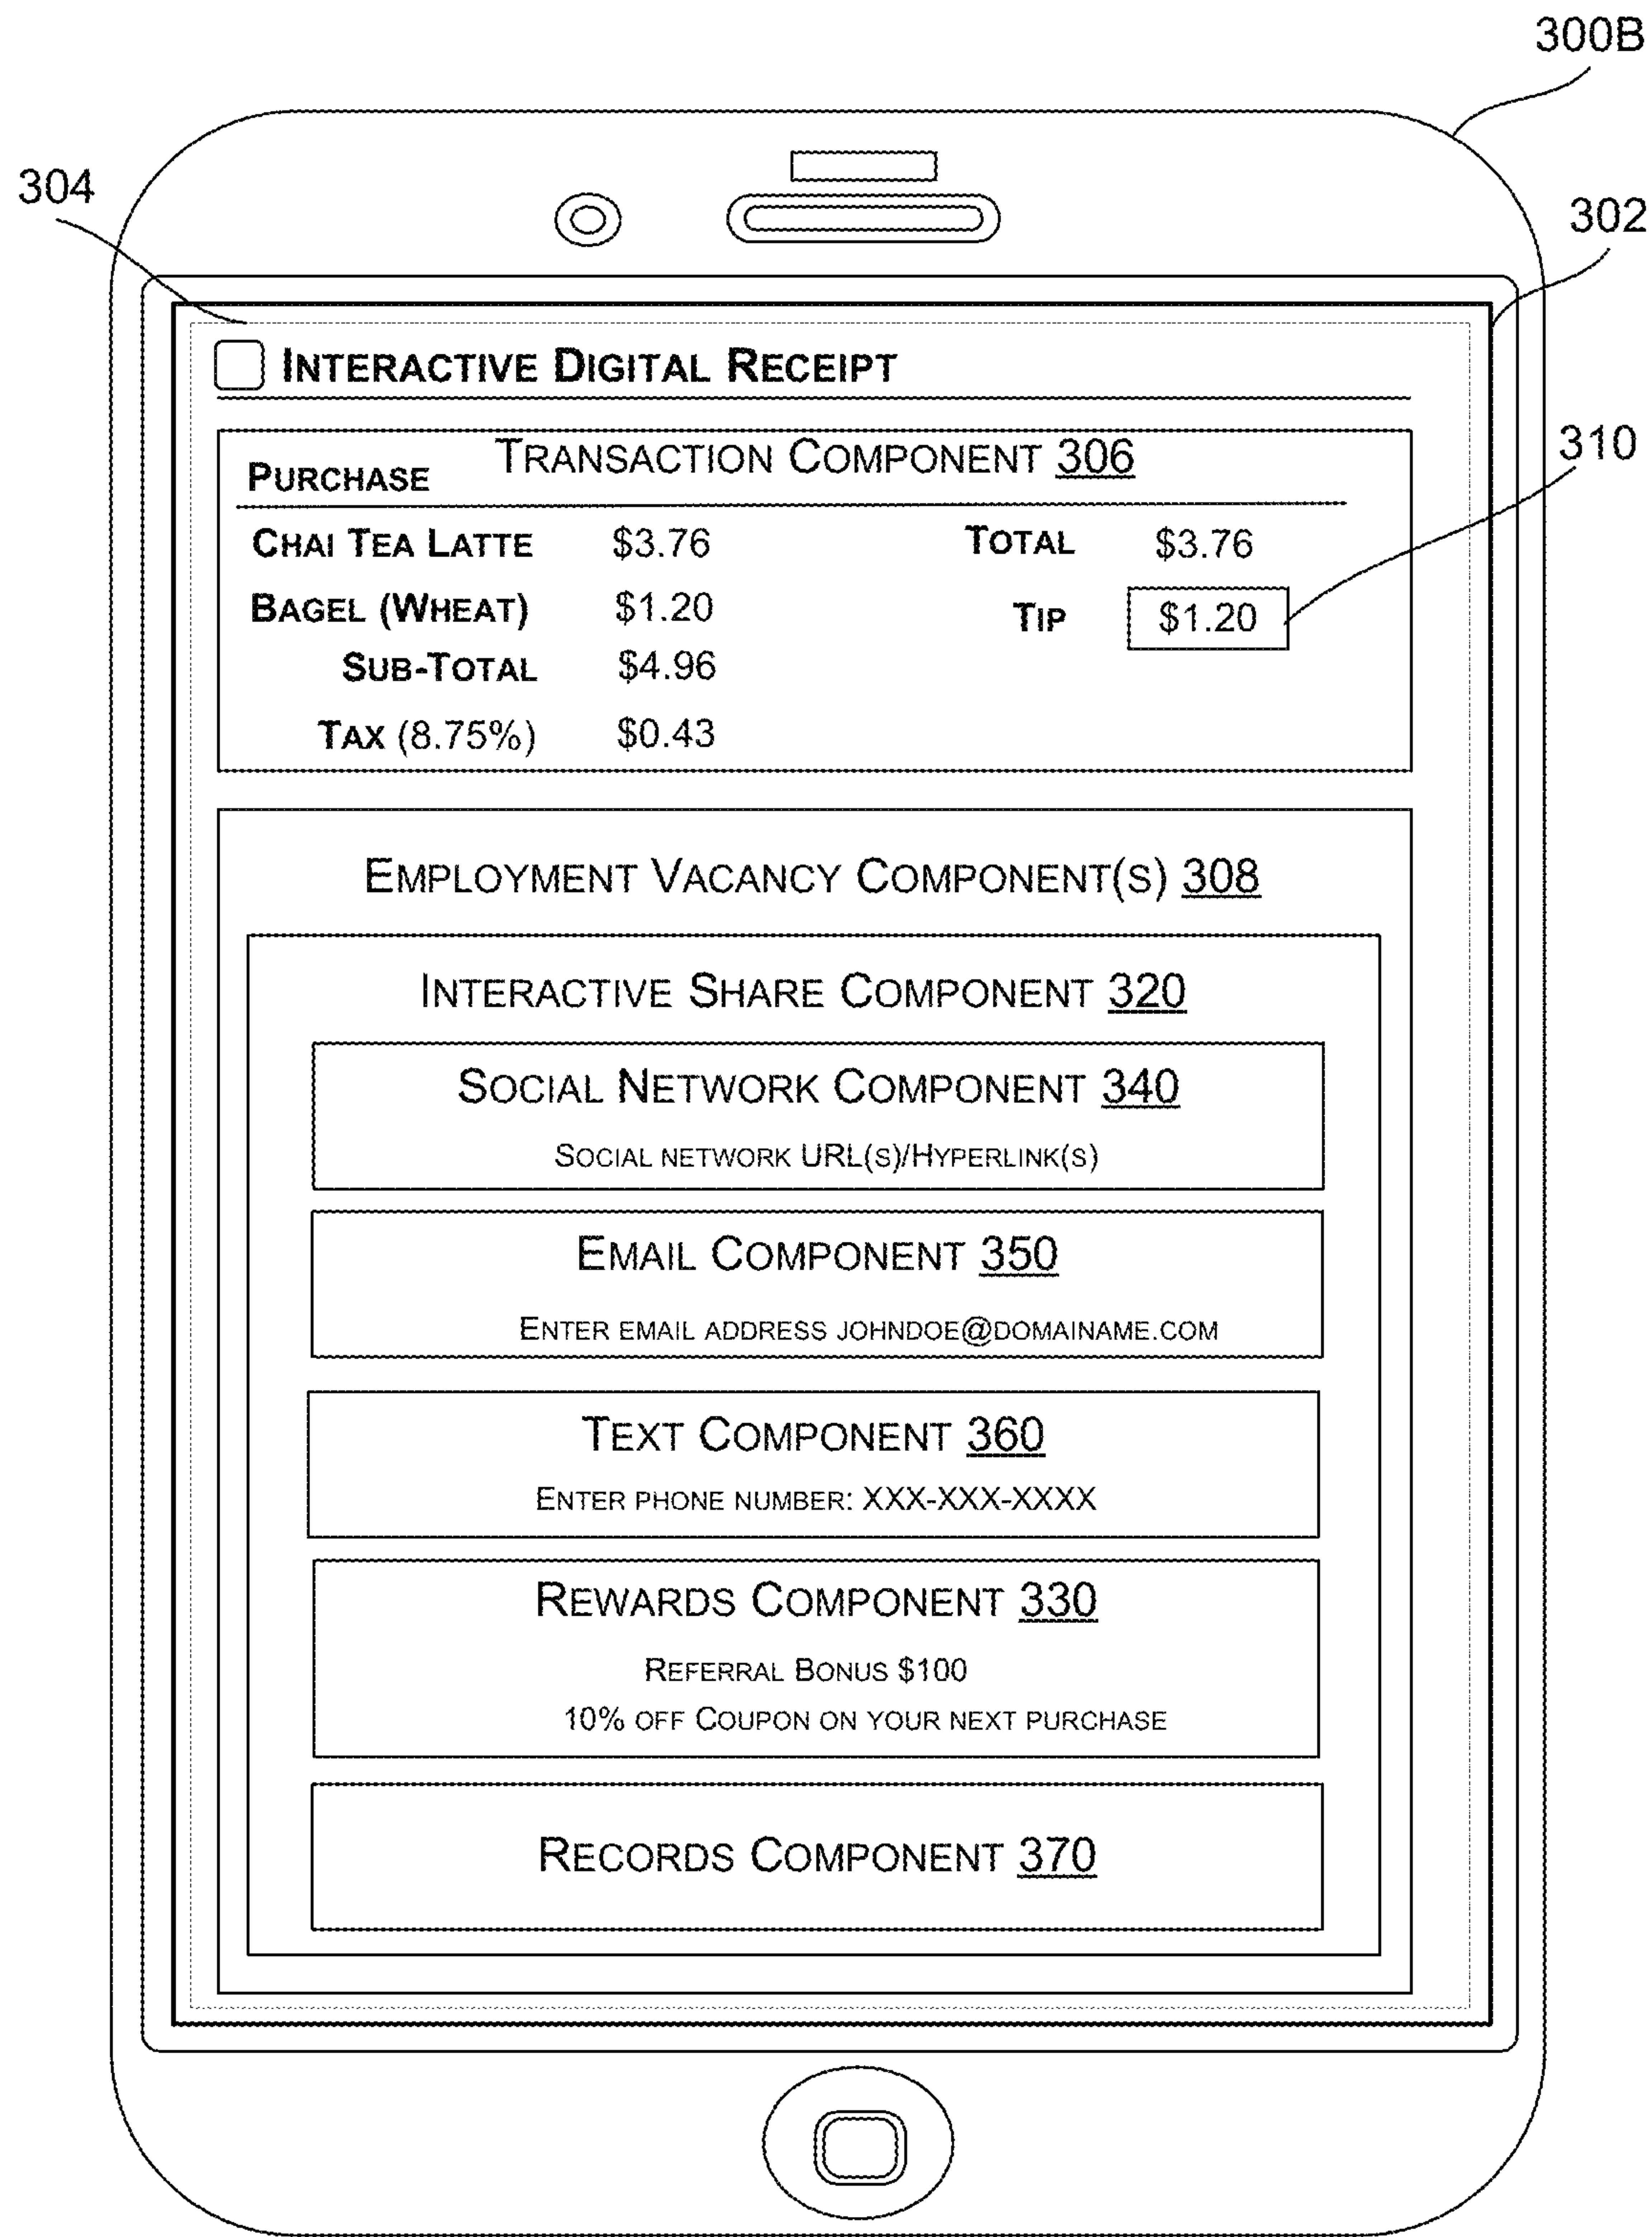 300B
304
302
INTERACTIVE DIGITAL RECEIPT
310
TRANSACTION COMPONENT 306
PURCHASE
CHAI TEA LATTE $3.76 TOTAL $3.76
BAGEL (WHEAT) $1.20 TIP $1.20
SUB-TOTAL $4.96
TAX (8.75%) $0.43
EMPLOYMENT VACANCY COMPONENT(S) 308
INTERACTIVE SHARE COMPONENT 320
SOCIAL NETWORK COMPONENT 340
SOCIAL NETWORK URL(S)/HYPERLINK(S)
EMAIL COMPONENT 350
ENTER EMAIL ADDRESS JOHNDOE@DOMAINAME.COM
TEXT COMPONENT 360
ENTER PHONE NUMBER: XXX-XXX-XXXX
REWARDS COMPONENT 330
REFERRAL BONUS $100
10% OFF COUPON ON YOUR NEXT PURCHASE
RECORDS COMPONENT 370